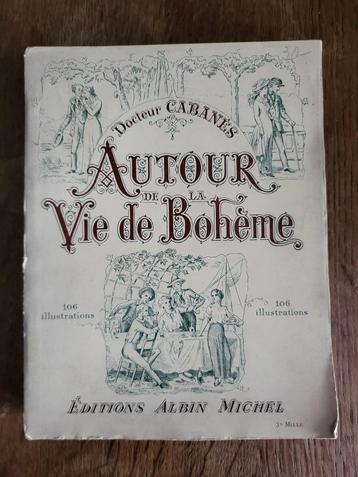 Docteur CABANÈS
AUTOUR
DE LA
Vie de Bohème
106
illustrations
106
illustrations
ÉDITIONS ALBIN MICHEL
3e MILLE